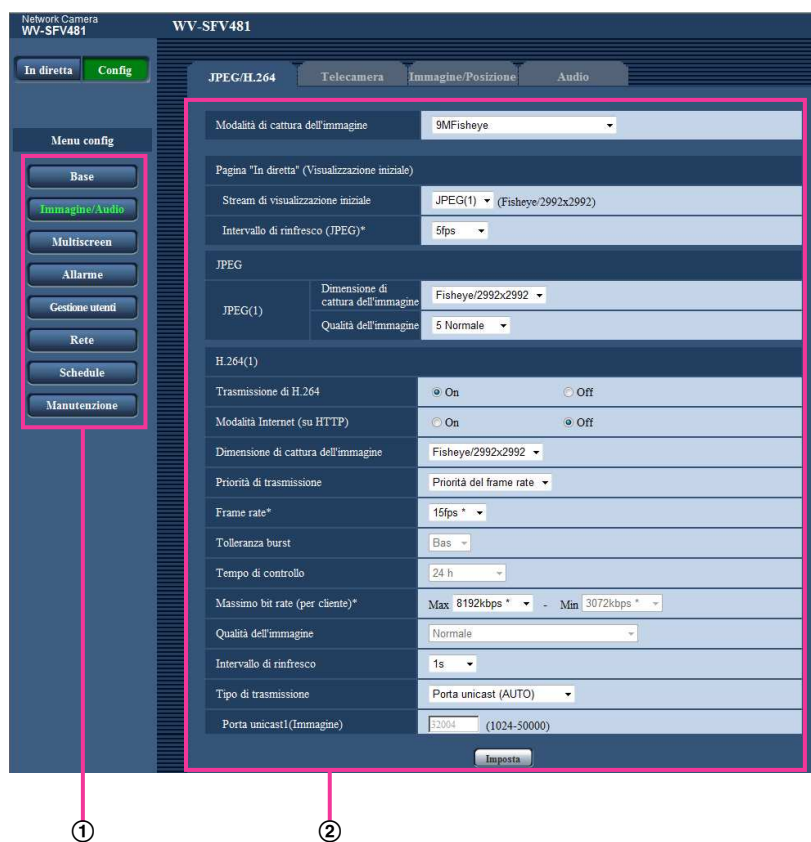 Network Camera
WV-SFV481
WV-SFV481
In diretta Config
Menu config
Base
Immagine/Audio
Multiscreen
Allarme
Gestione utenti
Rete
Schedule
Manutenzione
JPEG/H.264 Telecamera Immagine/Posizione Audio
Modalità di cattura dell'immagine 9MFisheye
Pagina "In diretta" (Visualizzazione iniziale)
Stream di visualizzazione iniziale JPEG(1) (Fisheye/2992x2992)
Intervallo di rinfresco (JPEG)* 5fps
JPEG
JPEG(1)
Dimensione di
cattura dell'immagine Fisheye/2992x2992
Qualità dell'immagine 5 Normale
H.264(1)
Trasmissione di H.264 On Off
Modalità Internet (su HTTP) On Off
Dimensione di cattura dell'immagine Fisheye/2992x2992
Priorità di trasmissione Priorità del frame rate
Frame rate* 15fps *
Tolleranza burst Bas
Tempo di controllo 24 h
Massimo bit rate (per cliente)* Max 8192kbps * - Min 3072kbps *
Qualità dell'immagine Normale
Intervallo di rinfresco 1s
Tipo di trasmissione Porta unicast (AUTO)
Porta unicast1(Immagine) 32004 (1024-50000)
Imposta
① ②